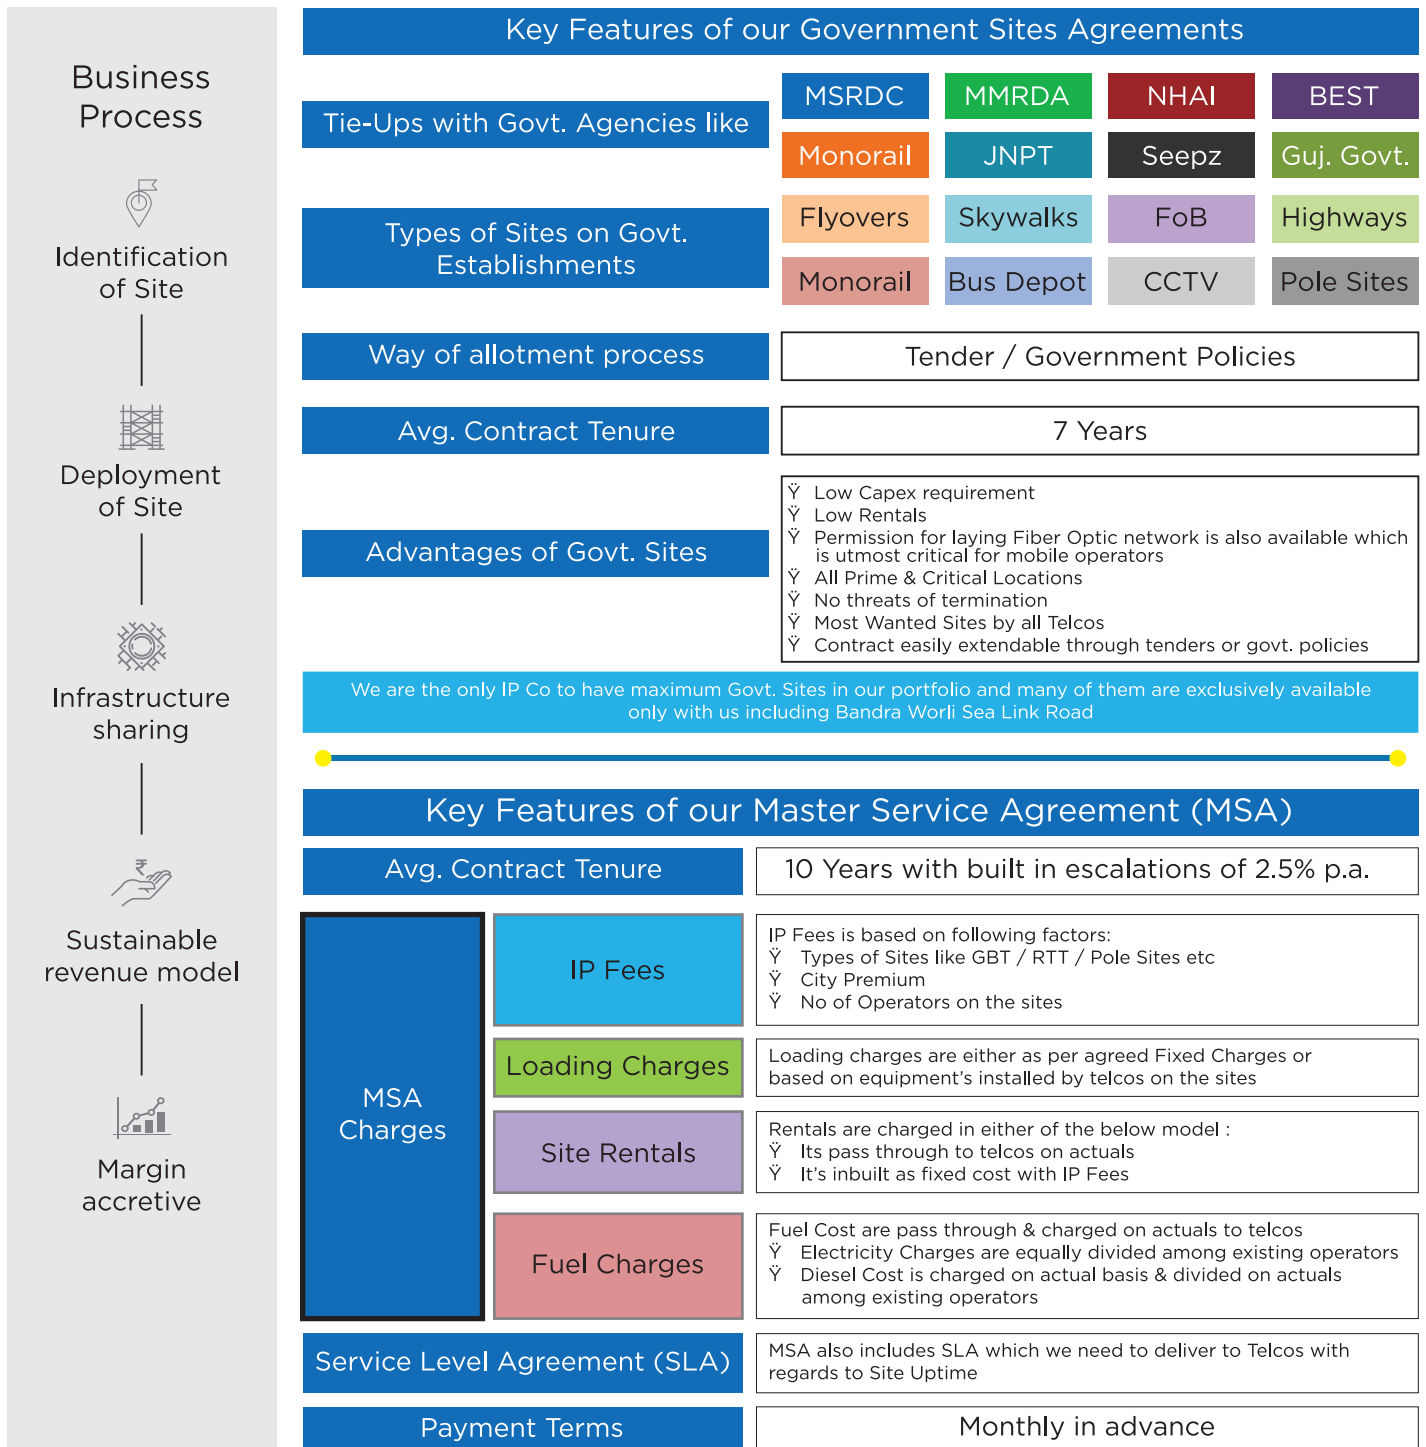 Business
Process
Identification
of Site
Deployment
of Site
Infrastructure
sharing
₹
Sustainable
revenue model
Margin
accretive
Key Features of our Government Sites Agreements
Tie-Ups with Govt. Agencies like
MSRDC
MMRDA
NHAI
BEST
Monorail
JNPT
Seepz
Guj. Govt.
Types of Sites on Govt.
Establishments
Flyovers
Skywalks
FoB
Highways
Monorail
Bus Depot
CCTV
Pole Sites
Way of allotment process
Tender / Government Policies
Avg. Contract Tenure
7 Years
Advantages of Govt. Sites
Ÿ Low Capex requirement
Ÿ Low Rentals
Ÿ Permission for laying Fiber Optic network is also available which
is utmost critical for mobile operators
Ÿ All Prime & Critical Locations
Ÿ No threats of termination
Ÿ Most Wanted Sites by all Telcos
Ÿ Contract easily extendable through tenders or govt. policies
We are the only IP Co to have maximum Govt. Sites in our portfolio and many of them are exclusively available
only with us including Bandra Worli Sea Link Road
Key Features of our Master Service Agreement (MSA)
Avg. Contract Tenure
10 Years with built in escalations of 2.5% p.a.
MSA
Charges
IP Fees
IP Fees is based on following factors:
Ÿ Types of Sites like GBT / RTT / Pole Sites etc
Ÿ City Premium
Ÿ No of Operators on the sites
Loading Charges
Loading charges are either as per agreed Fixed Charges or
based on equipment's installed by telcos on the sites
Site Rentals
Rentals are charged in either of the below model :
Ÿ Its pass through to telcos on actuals
Ÿ It's inbuilt as fixed cost with IP Fees
Fuel Charges
Fuel Cost are pass through & charged on actuals to telcos
Ÿ Electricity Charges are equally divided among existing operators
Ÿ Diesel Cost is charged on actual basis & divided on actuals
among existing operators
Service Level Agreement (SLA)
MSA also includes SLA which we need to deliver to Telcos with
regards to Site Uptime
Payment Terms
Monthly in advance